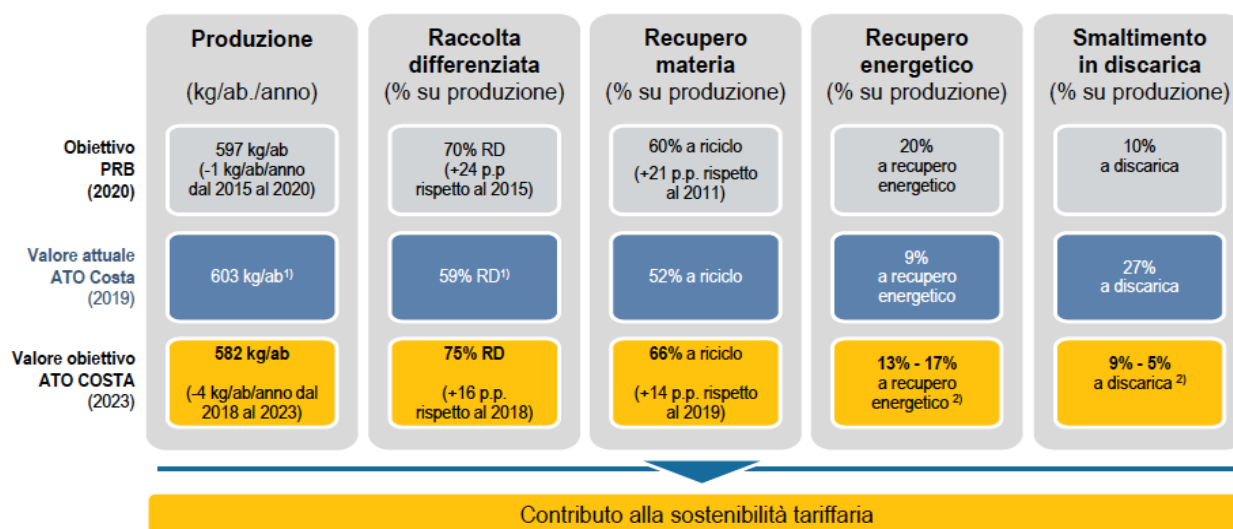 Produzione
(kg/ab./anno)
Raccolta
differenziata
(% su produzione)
Recupero
materia
(% su produzione)
Recupero
energetico
(% su produzione)
Smaltimento
in discarica
(% su produzione)
Obiettivo
PRB
(2020)
597 kg/ab
(-1 kg/ab/anno
dal 2015 al 2020)
70% RD
(+24 p.p
rispetto al 2015)
60% a riciclo
(+21 p.p. rispetto
al 2011)
20%
a recupero
energetico
10%
a discarica
Valore attuale
ATO Costa
(2019)
603 kg/ab1)
59% RD1)
52% a riciclo
9%
a recupero
energetico
27%
a discarica
Valore obiettivo
ATO COSTA
(2023)
582 kg/ab
(-4 kg/ab/anno dal
2018 al 2023)
75% RD
(+16 p.p.
rispetto al 2018)
66% a riciclo
(+14 p.p. rispetto
al 2019)
13% - 17%
a recupero
energetico 2)
9% - 5%
a discarica 2)
Contributo alla sostenibilità tariffaria